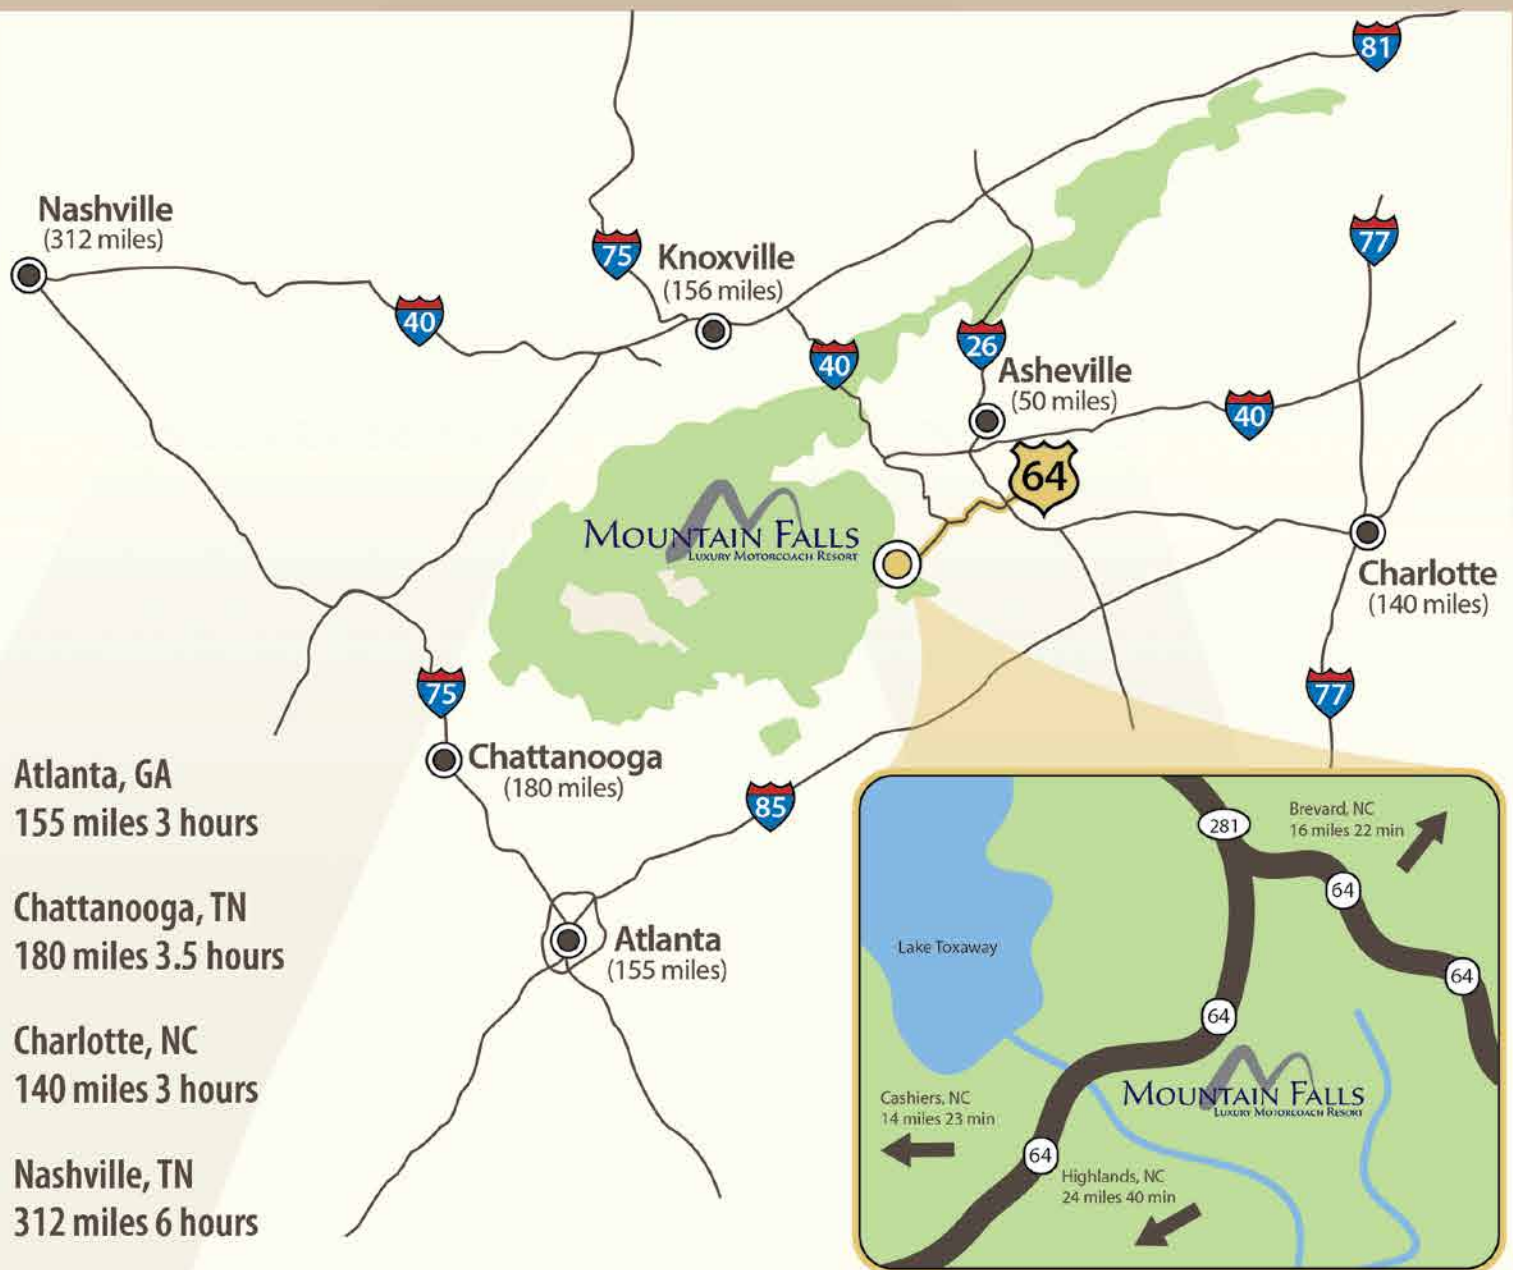 81
Nashville
(312 miles)
75
Knoxville
(156 miles)
77
40
40
26
Asheville
(50 miles)
40
64
MOUNTAIN FALLS
LUXURY MOTORCOACH RESORT
Charlotte
(140 miles)
75
77
Chattanooga
(180 miles)
85
Atlanta
(155 miles)
Atlanta, GA
155 miles 3 hours
Chattanooga, TN
180 miles 3.5 hours
Charlotte, NC
140 miles 3 hours
Nashville, TN
312 miles 6 hours
281
Brevard, NC
16 miles 22 min
64
Lake Toxaway
64
64
MOUNTAIN FALLS
LUXURY MOTORCOACH RESORT
Cashiers, NC
14 miles 23 min
64
Highlands, NC
24 miles 40 min